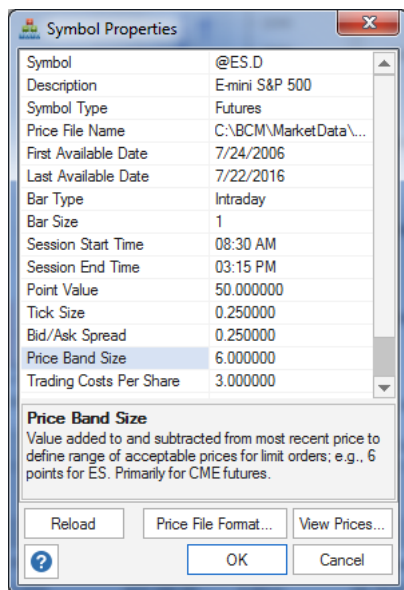 MAMA Symbol Properties
Symbol @ES.D
Description E-mini S&P 500
Symbol Type Futures
Price File Name C:\BCM\MarketData\...
First Available Date 7/24/2006
Last Available Date 7/22/2016
Bar Type Intraday
Bar Size 1
Session Start Time 08:30 AM
Session End Time 03:15 PM
Point Value 50.000000
Tick Size 0.250000
Bid/Ask Spread 0.250000
Price Band Size 6.000000
Trading Costs Per Share 3.000000
Price Band Size
Value added to and subtracted from most recent price to
define range of acceptable prices for limit orders; e.g., 6
points for ES. Primarily for CME futures.
Reload Price File Format... View Prices...
? OK Cancel